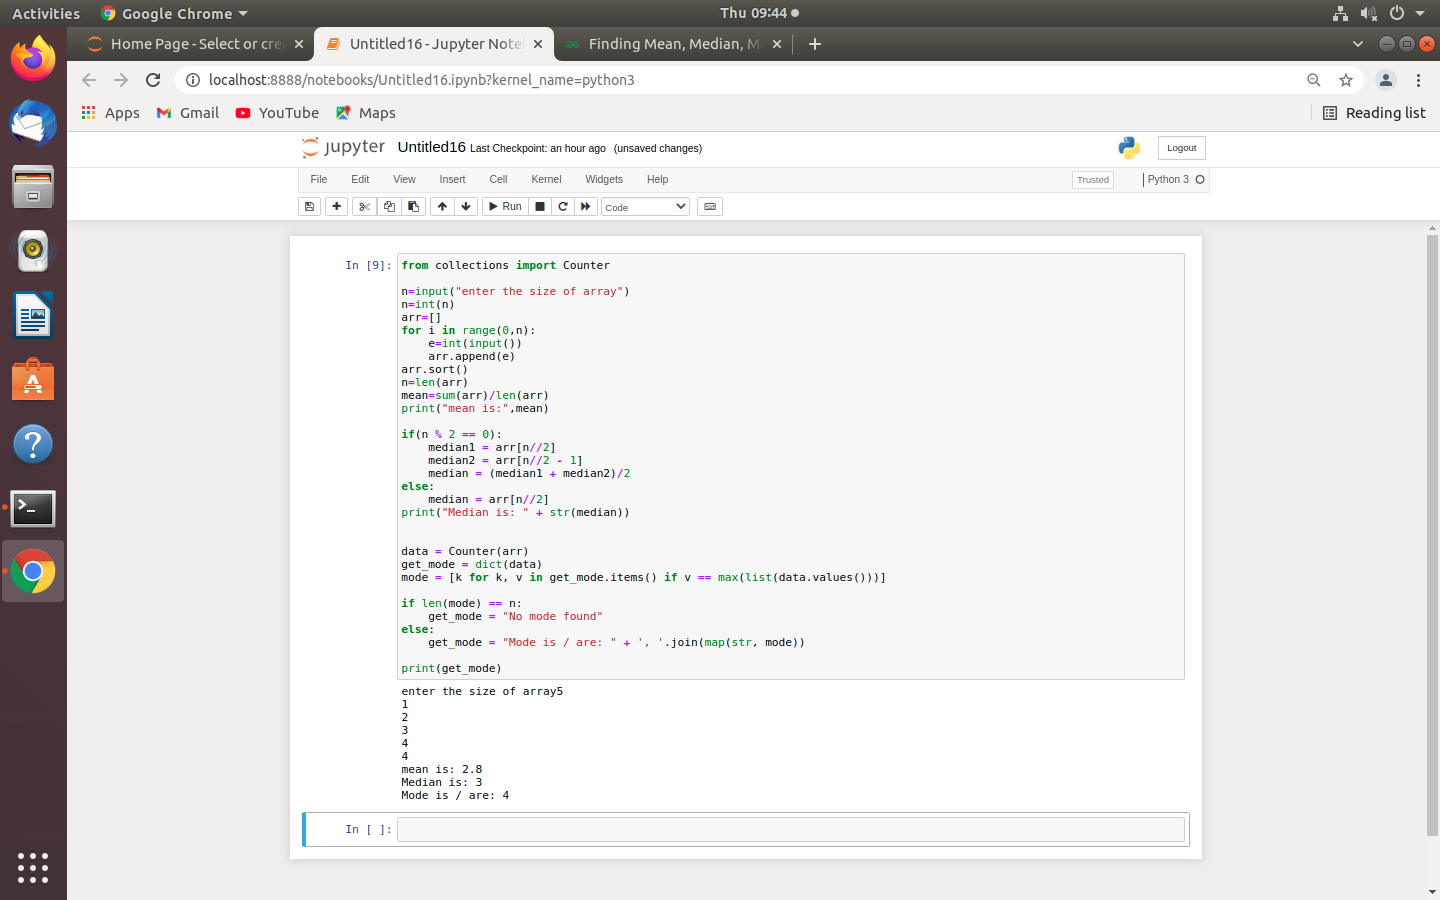 Activities Google Chrome Thu 09:44
Home Page - Select or cre Untitled16 - Jupyter Note Finding Mean, Median, M
localhost:8888/notebooks/Untitled16.ipynb?kernel_name=python3
Apps Gmail YouTube Maps Reading list
jupyter Untitled16 Last Checkpoint: an hour ago (unsaved changes) Logout
File Edit View Insert Cell Kernel Widgets Help Trusted Python 3
Run Code
In [9]: from collections import Counter
n=input("enter the size of array")
n=int(n)
arr=[]
for i in range(0,n):
    e=int(input())
    arr.append(e)
arr.sort()
n=len(arr)
mean=sum(arr)/len(arr)
print("mean is:",mean)
if(n % 2 == 0):
    median1 = arr[n//2]
    median2 = arr[n//2 - 1]
    median = (median1 + median2)/2
else:
    median = arr[n//2]
print("Median is: " + str(median))
data = Counter(arr)
get_mode = dict(data)
mode = [k for k, v in get_mode.items() if v == max(list(data.values()))]
if len(mode) == n:
    get_mode = "No mode found"
else:
    get_mode = "Mode is / are: " + ', '.join(map(str, mode))
print(get_mode)
enter the size of array5
1
2
3
4
4
mean is: 2.8
Median is: 3
Mode is / are: 4
In [ ]: